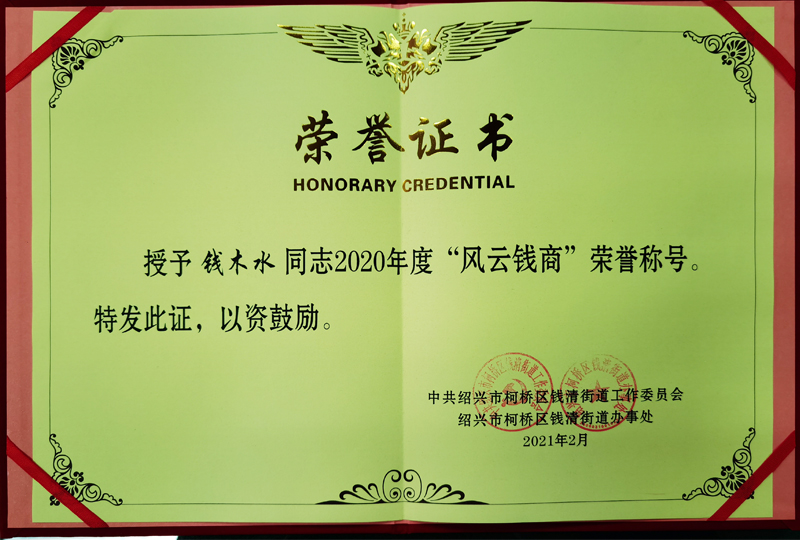 荣誉证书
HONORARY CREDENTIAL
授予 钱木水 同志2020年度“风云钱商”荣誉称号。
特发此证，以资鼓励。
中共绍兴市柯桥区钱清街道工作委员会
绍兴市柯桥区钱清街道办事处
2021年2月